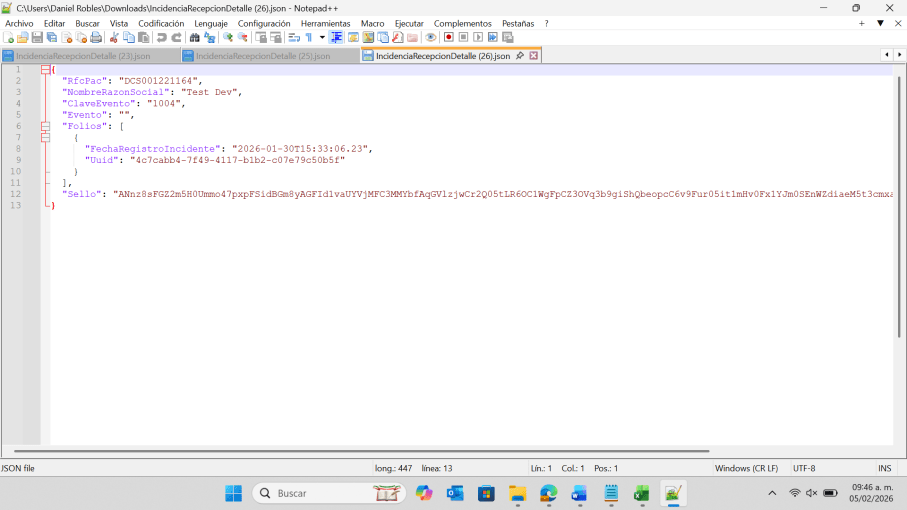 C:\Users\Daniel Robles\Downloads\IncidenciaRecepcionDetalle (26).json - Notepad++
Archivo Editar Buscar Vista Codificación Lenguaje Configuración Herramientas Macro Ejecutar Complementos Pestañas ?
IncidenciaRecepcionDetalle (23).json IncidenciaRecepcionDetalle (25).json IncidenciaRecepcionDetalle (26).json
1 {
2 "RfcPac": "DCS001221164",
3 "NombreRazonSocial": "Test Dev",
4 "ClaveEvento": "1004",
5 "Evento": "",
6 "Folios": [
7 {
8 "FechaRegistroIncidente": "2026-01-30T15:33:06.23",
9 "Uuid": "4c7cabb4-7f49-4117-b1b2-c07e79c50b5f"
10 }
11 ],
12 "Sello": "ANnz8sFGZ2m5H0Ummo47pxpFSidBGm8yAGFId1vaUYVjMFC3MMYbfAqGVlzjwCr2Q05tLR6OC1WgFpCZ3OVq3b9giShQbeopcC6v9Fur05it1mHv0Fx1YJm0SEnWZdiaeM5t3cmxa
13 }
JSON file long.: 447 línea: 13 Lín.: 1 Col.: 1 Pos.: 1 Windows (CR LF) UTF-8 INS
Buscar
09:46 a. m.
05/02/2026